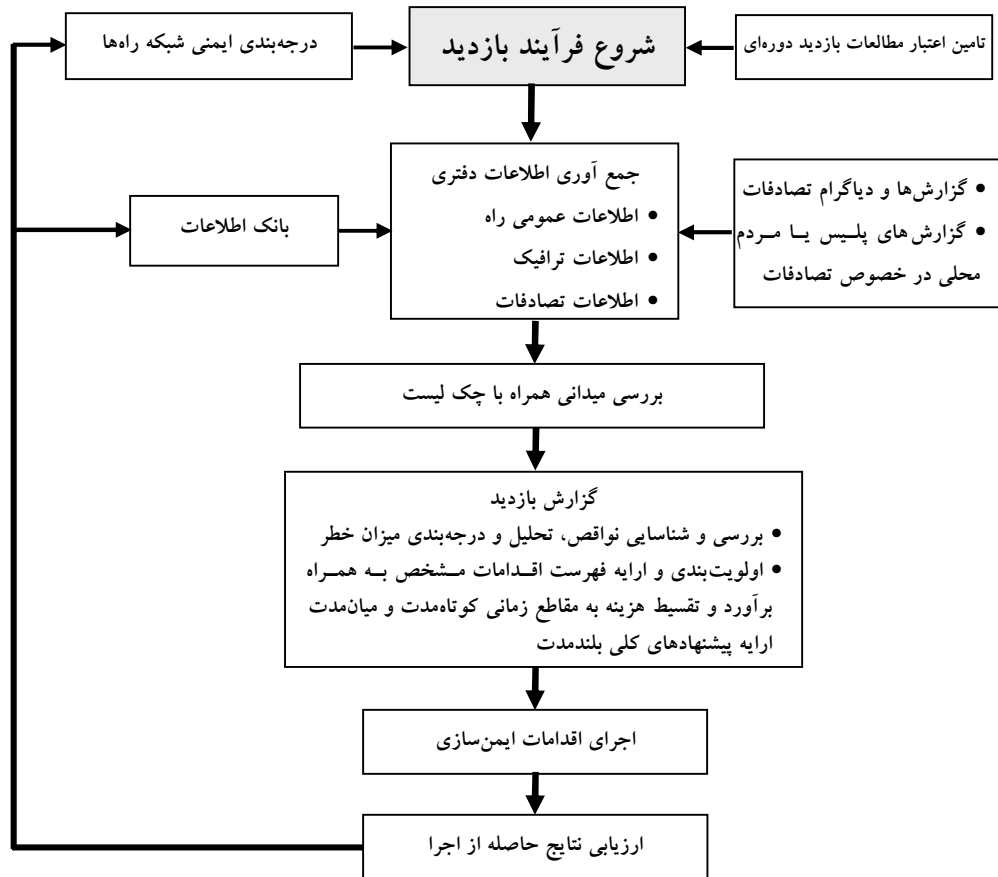 تامین اعتبار مطالعات بازدید دوره‌ای
شروع فرآیند بازدید
درجه‌بندی ایمنی شبکه راه‌ها
• گزارش‌ها و دیاگرام تصادفات
• گزارش‌های پلیس یا مردم
محلی در خصوص تصادفات
جمع آوری اطلاعات دفتری
• اطلاعات عمومی راه
• اطلاعات ترافیک
• اطلاعات تصادفات
بانک اطلاعات
بررسی میدانی همراه با چک لیست
گزارش بازدید
• بررسی و شناسایی نواقص، تحلیل و درجه‌بندی میزان خطر
• اولویت‌بندی و ارایه فهرست اقدامات مشخص به همراه
برآورد و تقسیط هزینه به مقاطع زمانی کوتاه‌مدت و میان‌مدت
ارایه پیشنهادهای کلی بلندمدت
اجرای اقدامات ایمن‌سازی
ارزیابی نتایج حاصله از اجرا